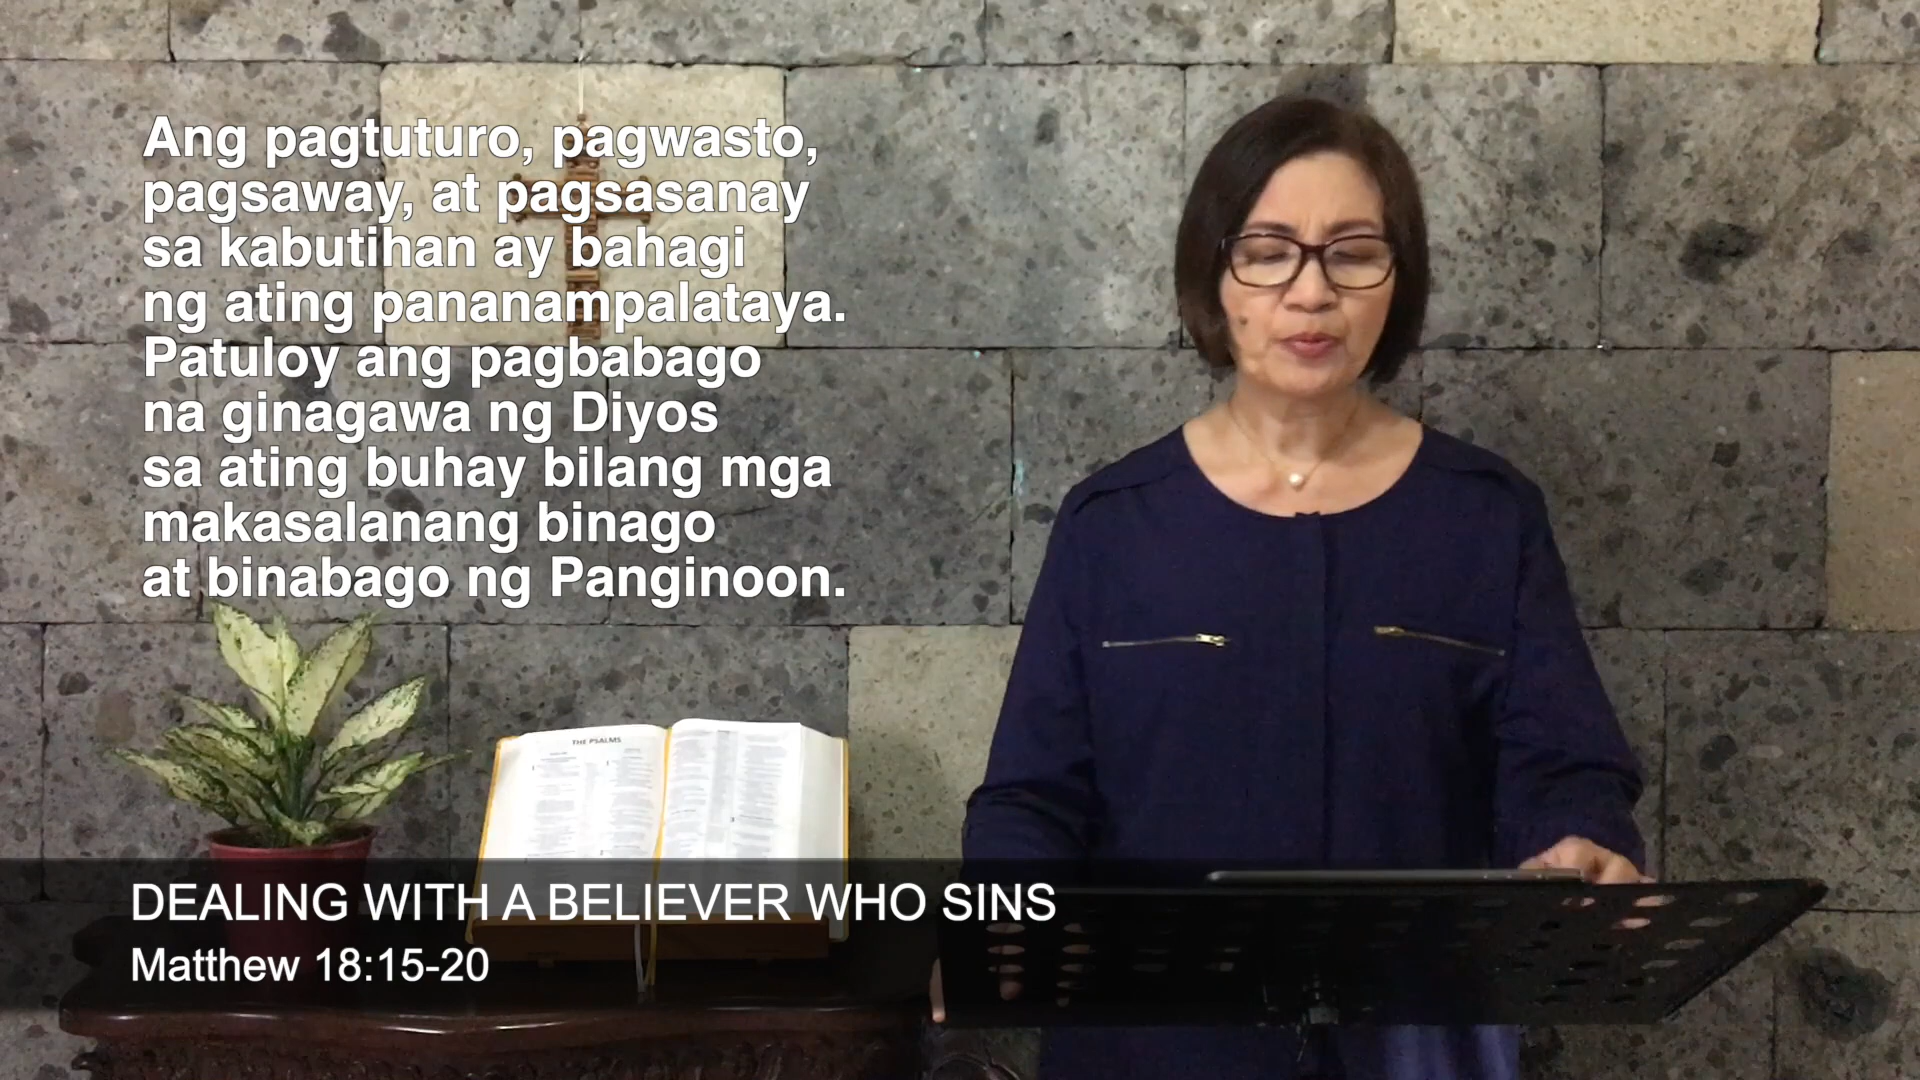 Ang pagtuturo, pagwasto,
pagsaway, at pagsasanay
sa kabutihan ay bahagi
ng ating pananampalataya.
Patuloy ang pagbabago
na ginagawa ng Diyos
sa ating buhay bilang mga
makasalanang binago
at binabago ng Panginoon.
THE PSALMS
DEALING WITH A BELIEVER WHO SINS
Matthew 18:15-20